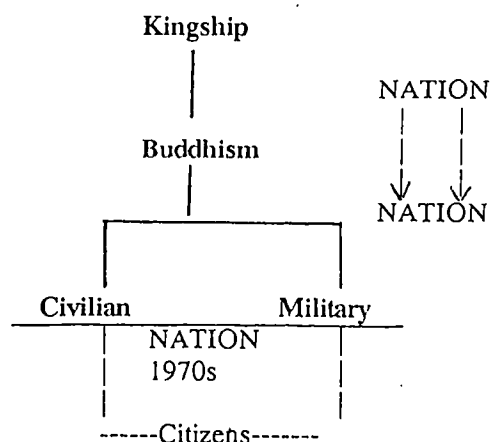 Kingship
NATION
Buddhism
NATION
Civilian Military
NATION
1970s
------Citizens-------